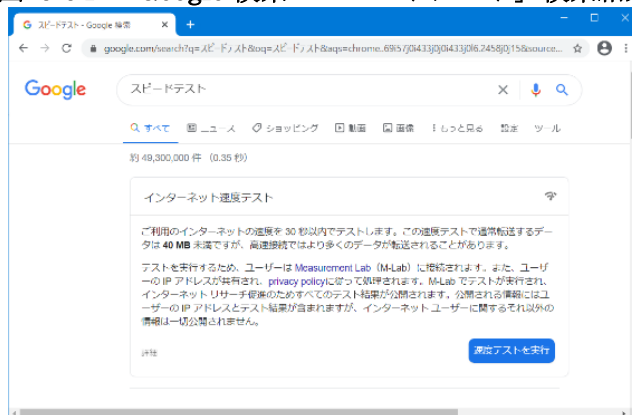 スピードテスト - Google 検索
google.com/search?q=スピードテスト&oq=スピードテスト&aqs=chrome..69i57j0i433j0j0i433j0l6.2458j0j15&source...
Google
スピードテスト
すべて ニュース ショッピング 動画 画像 もっと見る 設定 ツール
約 49,300,000 件 （0.35 秒）
インターネット速度テスト
ご利用のインターネットの速度を 30 秒以内でテストします。この速度テストで通常転送するデー
タは 40 MB 未満ですが、高速接続ではより多くのデータが転送されることがあります。
テストを実行するため、ユーザーは Measurement Lab（M-Lab）に接続されます。また、ユーザ
ーの IP アドレスが共有され、privacy policyに従って処理されます。M-Lab でテストが実行され、
インターネット リサーチ促進のためすべてのテスト結果が公開されます。公開される情報にはユ
ーザーの IP アドレスとテスト結果が含まれますが、インターネット ユーザーに関するそれ以外の
情報は一切公開されません。
詳細
速度テストを実行